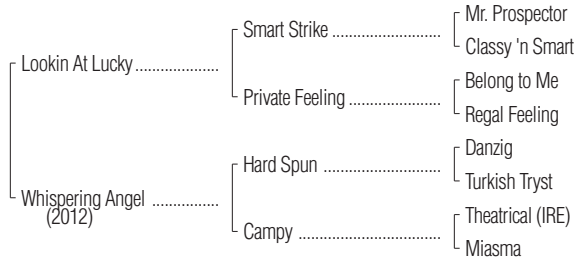 Mr. Prospector
Smart Strike ..........................
Classy 'n Smart
Lookin At Lucky ....................
Belong to Me
Private Feeling ......................
Regal Feeling
Danzig
Hard Spun ............................
Turkish Tryst
Whispering Angel ................
(2012)
Theatrical (IRE)
Campy ..................................
Miasma